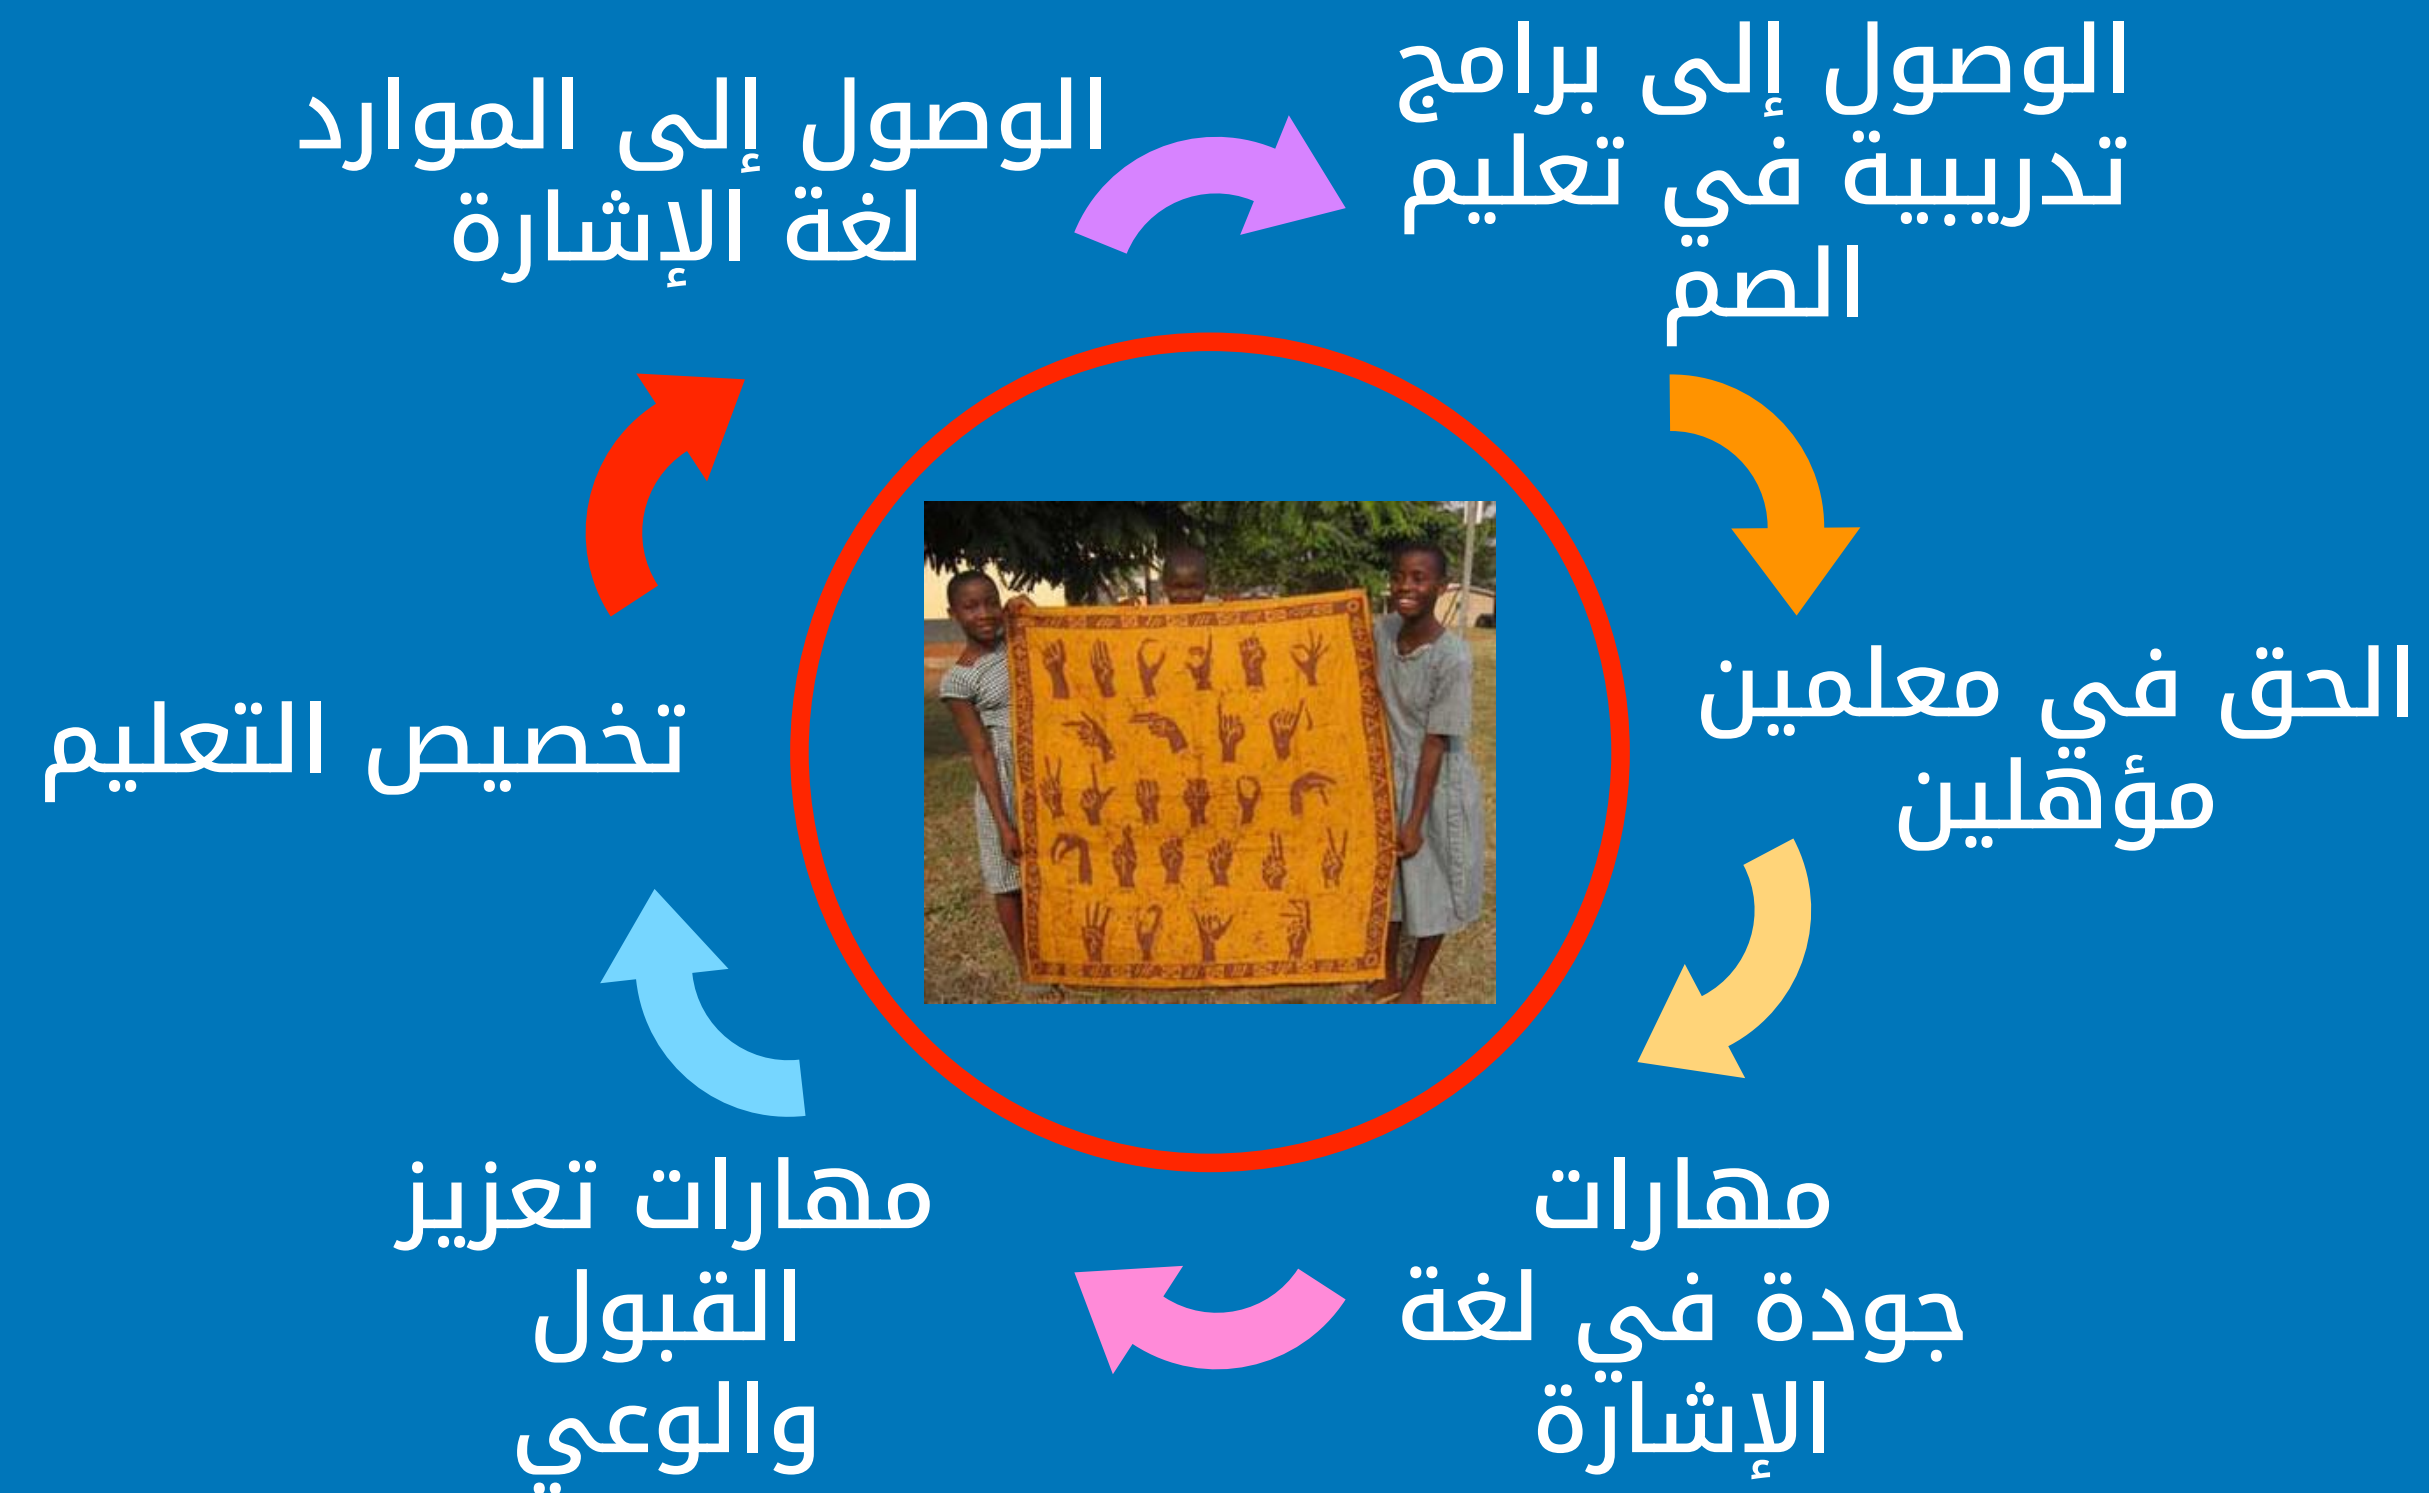 الوصول إلى الموارد
لغة الإشارة
الوصول إلى برامج
تدريبية في تعليم
الصم
الحق في معلمين
مؤهلين
مهارات
جودة في لغة
الإشارة
مهارات تعزيز
القبول
والوعي
تخصيص التعليم